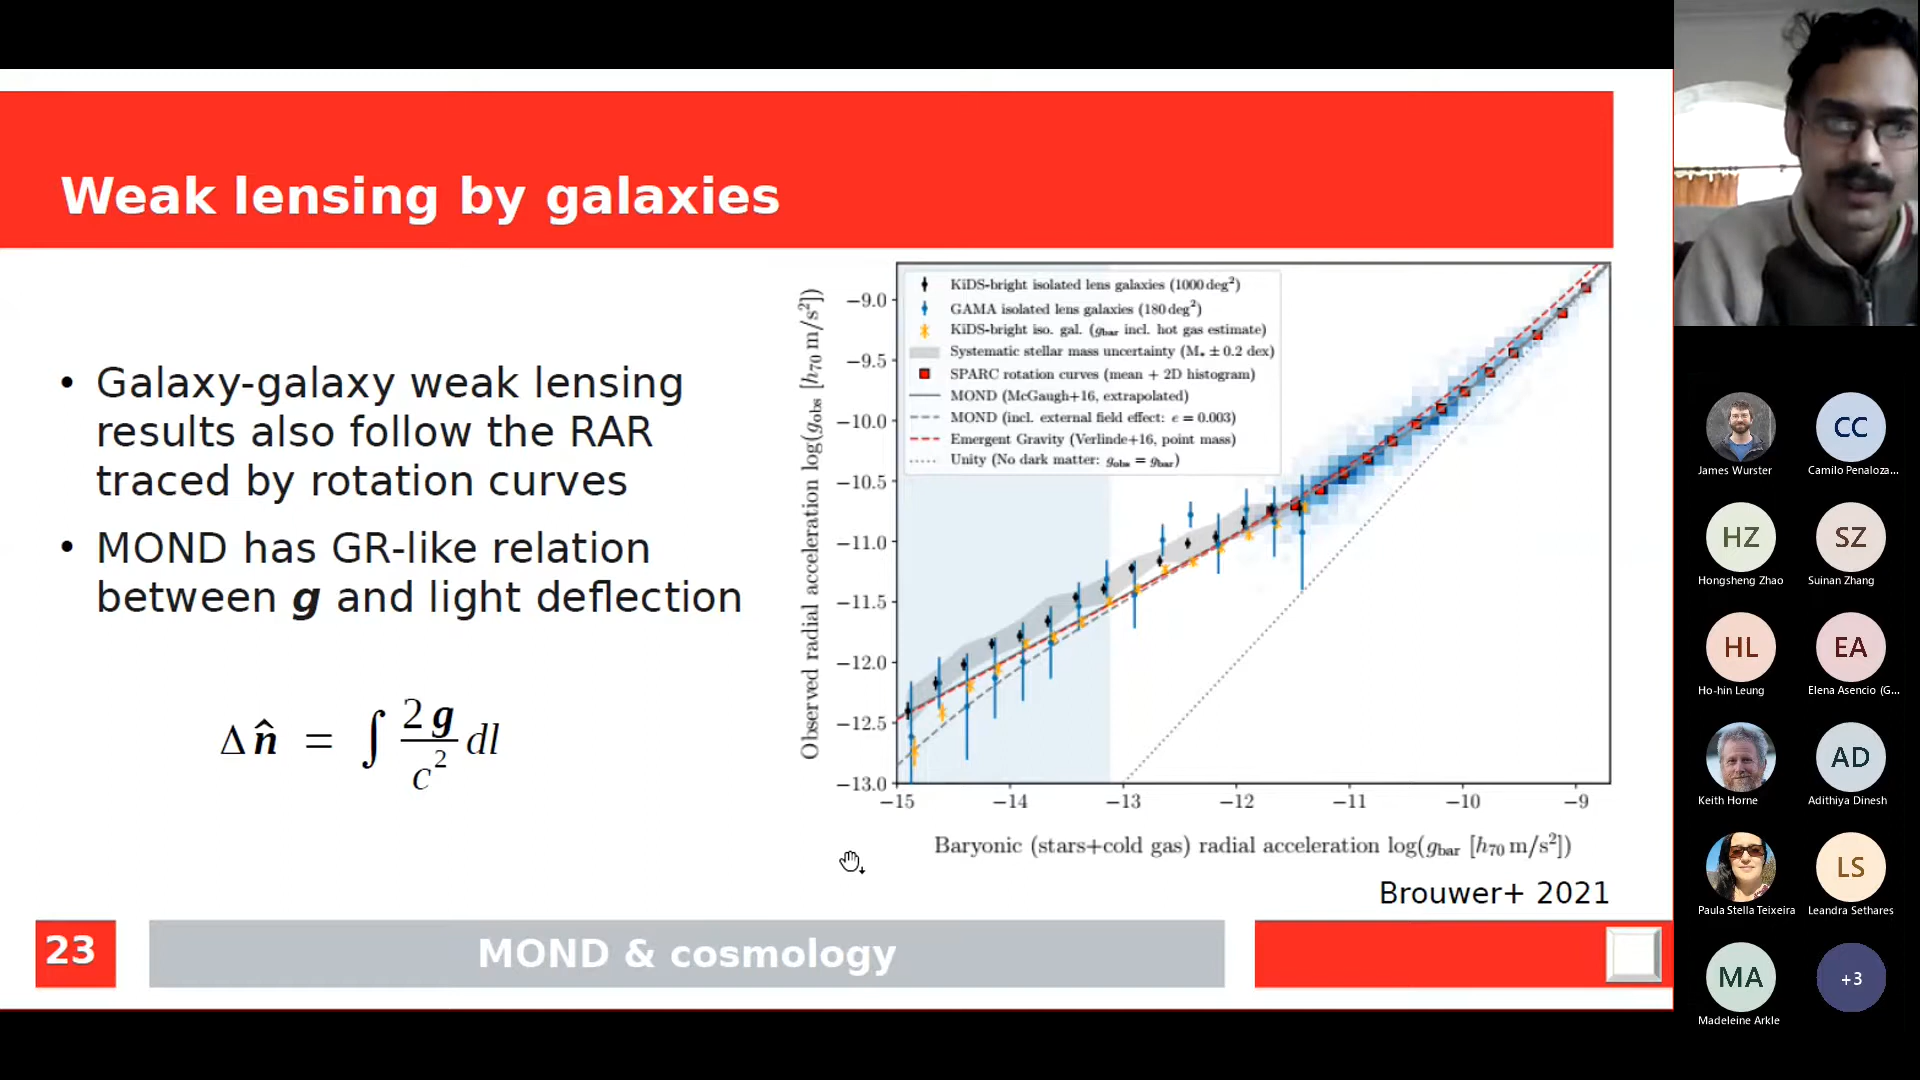 Weak lensing by galaxies
• Galaxy-galaxy weak lensing
results also follow the RAR
traced by rotation curves
• MOND has GR-like relation
between g and light deflection
Δn̂ = ∫ 2g/c² dl
KiDS-bright isolated lens galaxies (1000 deg²)
GAMA isolated lens galaxies (180 deg²)
KiDS-bright iso. gal. (g_bar incl. hot gas estimate)
Systematic stellar mass uncertainty (M⋆ ± 0.2 dex)
SPARC rotation curves (mean + 2D histogram)
MOND (McGaugh+16, extrapolated)
MOND (incl. external field effect: e = 0.003)
Emergent Gravity (Verlinde+16, point mass)
Unity (No dark matter: g_obs = g_bar)
Observed radial acceleration log(g_obs [h₇₀ m/s²])
−9.0
−9.5
−10.0
−10.5
−11.0
−11.5
−12.0
−12.5
−13.0
−15 −14 −13 −12 −11 −10 −9
Baryonic (stars+cold gas) radial acceleration log(g_bar [h₇₀ m/s²])
Brouwer+ 2021
23
MOND & cosmology
James Wurster
CC
Camilo Penaloza...
HZ
Hongsheng Zhao
SZ
Suinan Zhang
HL
Ho-hin Leung
EA
Elena Asencio (G...
Keith Horne
AD
Adithiya Dinesh
Paula Stella Teixeira
LS
Leandra Sethares
MA
Madeleine Arkle
+3